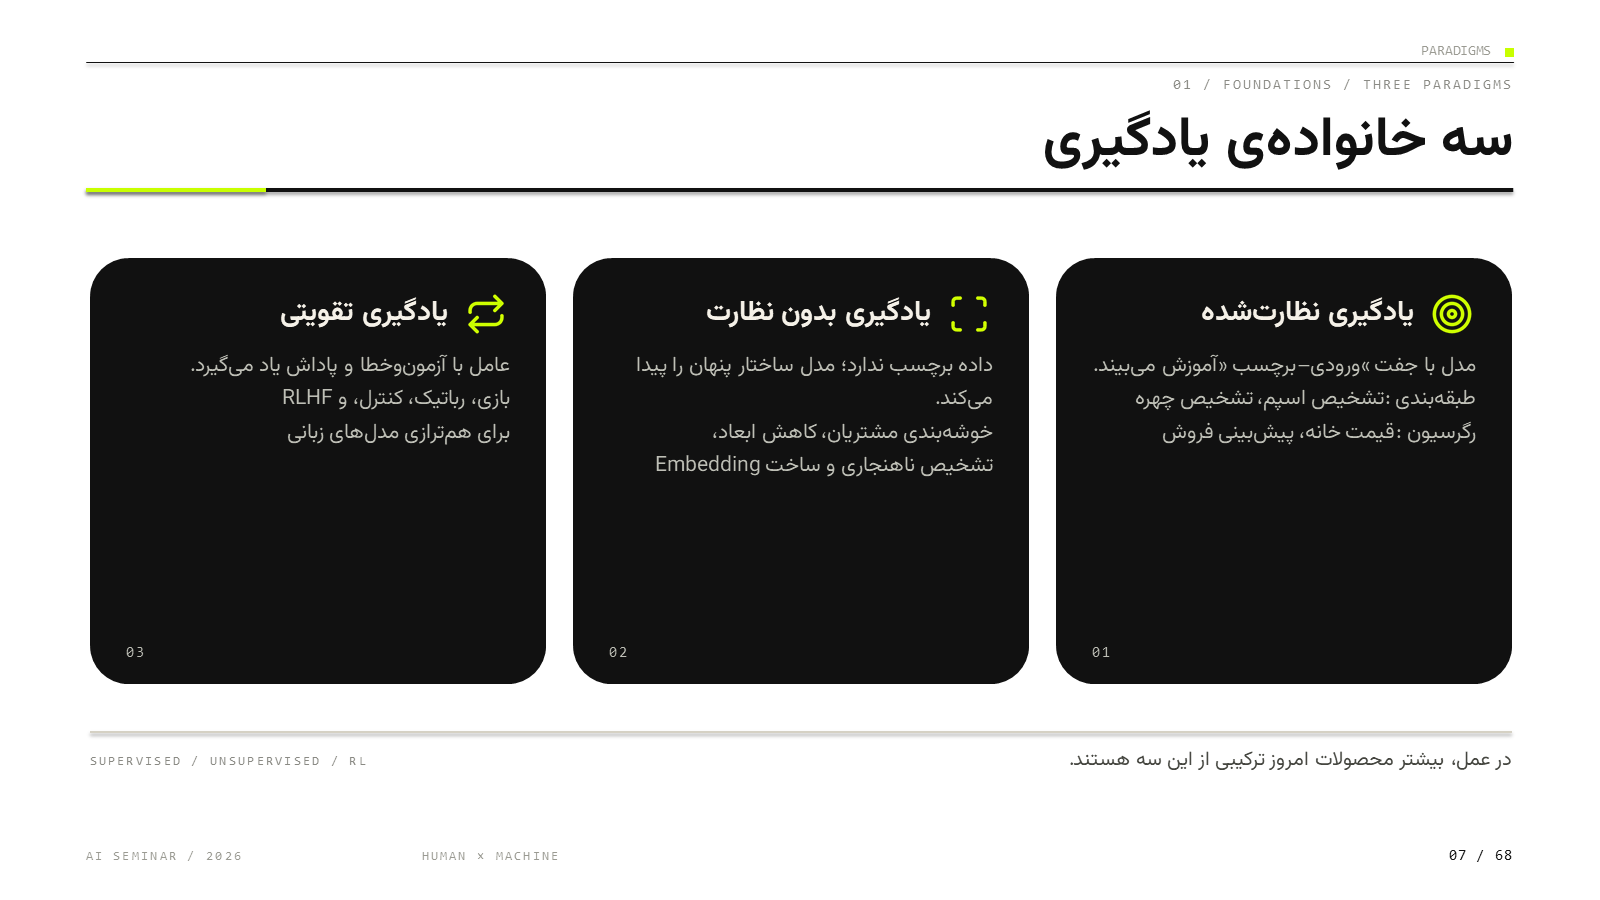 PARADIGMS
01 / FOUNDATIONS / THREE PARADIGMS
سه خانواده‌ی یادگیری
یادگیری نظارت‌شده
مدل با جفت «ورودی–برچسب» آموزش می‌بیند.
طبقه‌بندی: تشخیص اسپم، تشخیص چهره
رگرسیون: قیمت خانه، پیش‌بینی فروش
01
یادگیری بدون نظارت
داده برچسب ندارد؛ مدل ساختار پنهان را پیدا
می‌کند.
خوشه‌بندی مشتریان، کاهش ابعاد،
تشخیص ناهنجاری و ساخت Embedding
02
یادگیری تقویتی
عامل با آزمون‌وخطا و پاداش یاد می‌گیرد.
بازی، رباتیک، کنترل، و RLHF
برای هم‌ترازی مدل‌های زبانی
03
در عمل، بیشتر محصولات امروز ترکیبی از این سه هستند.
SUPERVISED / UNSUPERVISED / RL
AI SEMINAR / 2026
HUMAN × MACHINE
07 / 68